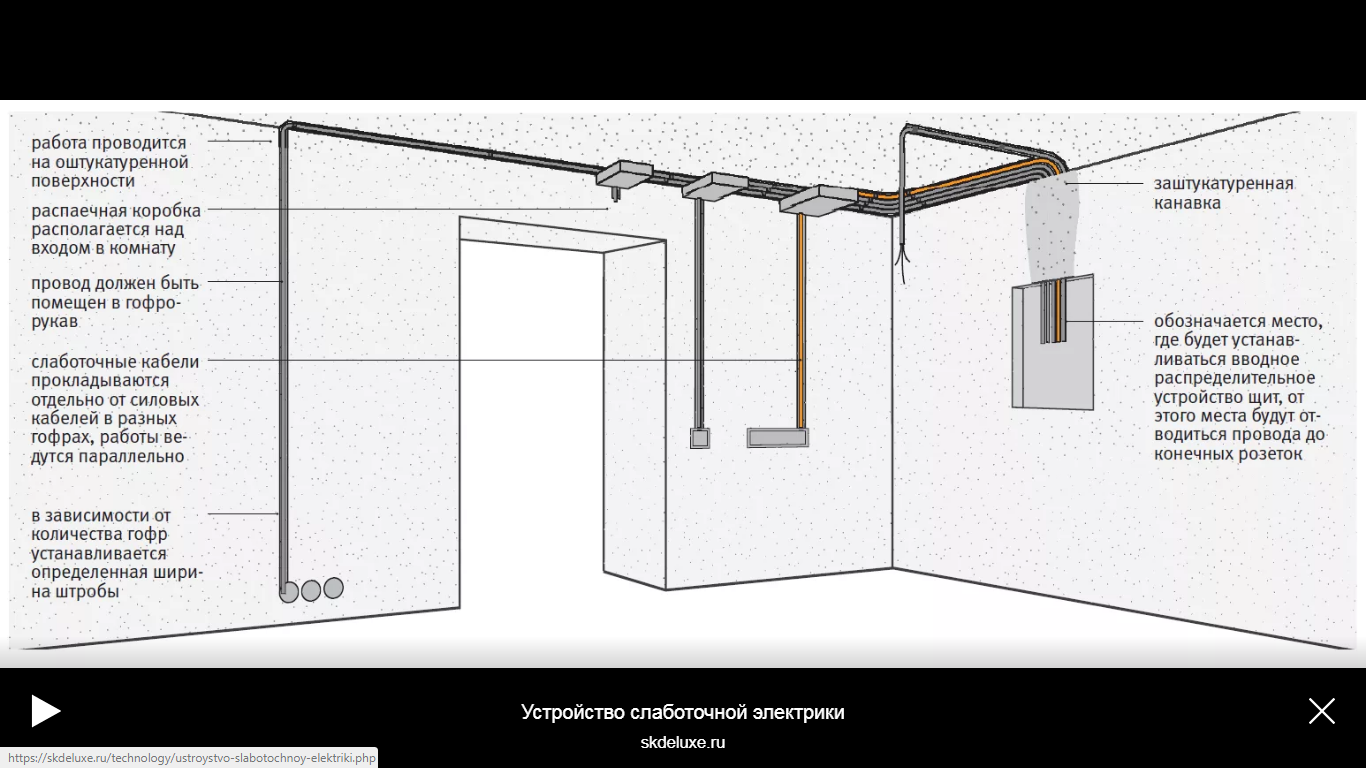 работа проводится
на оштукатуренной
поверхности
распаечная коробка
располагается над
входом в комнату
провод должен быть
помещен в гофро-
рукав
слаботочные кабели
прокладываются
отдельно от силовых
кабелей в разных
гофрах, работы ве-
дутся параллельно
в зависимости от
количества гофр
устанавливается
определенная шири-
на штробы
заштукатуренная
канавка
обозначается место,
где будет устанав-
ливаться вводное
распределительное
устройство щит, от
этого места будут от-
водиться провода до
конечных розеток
Устройство слаботочной электрики
skdeluxe.ru
https://skdeluxe.ru/technology/ustroystvo-slabotochnoy-elektriki.php